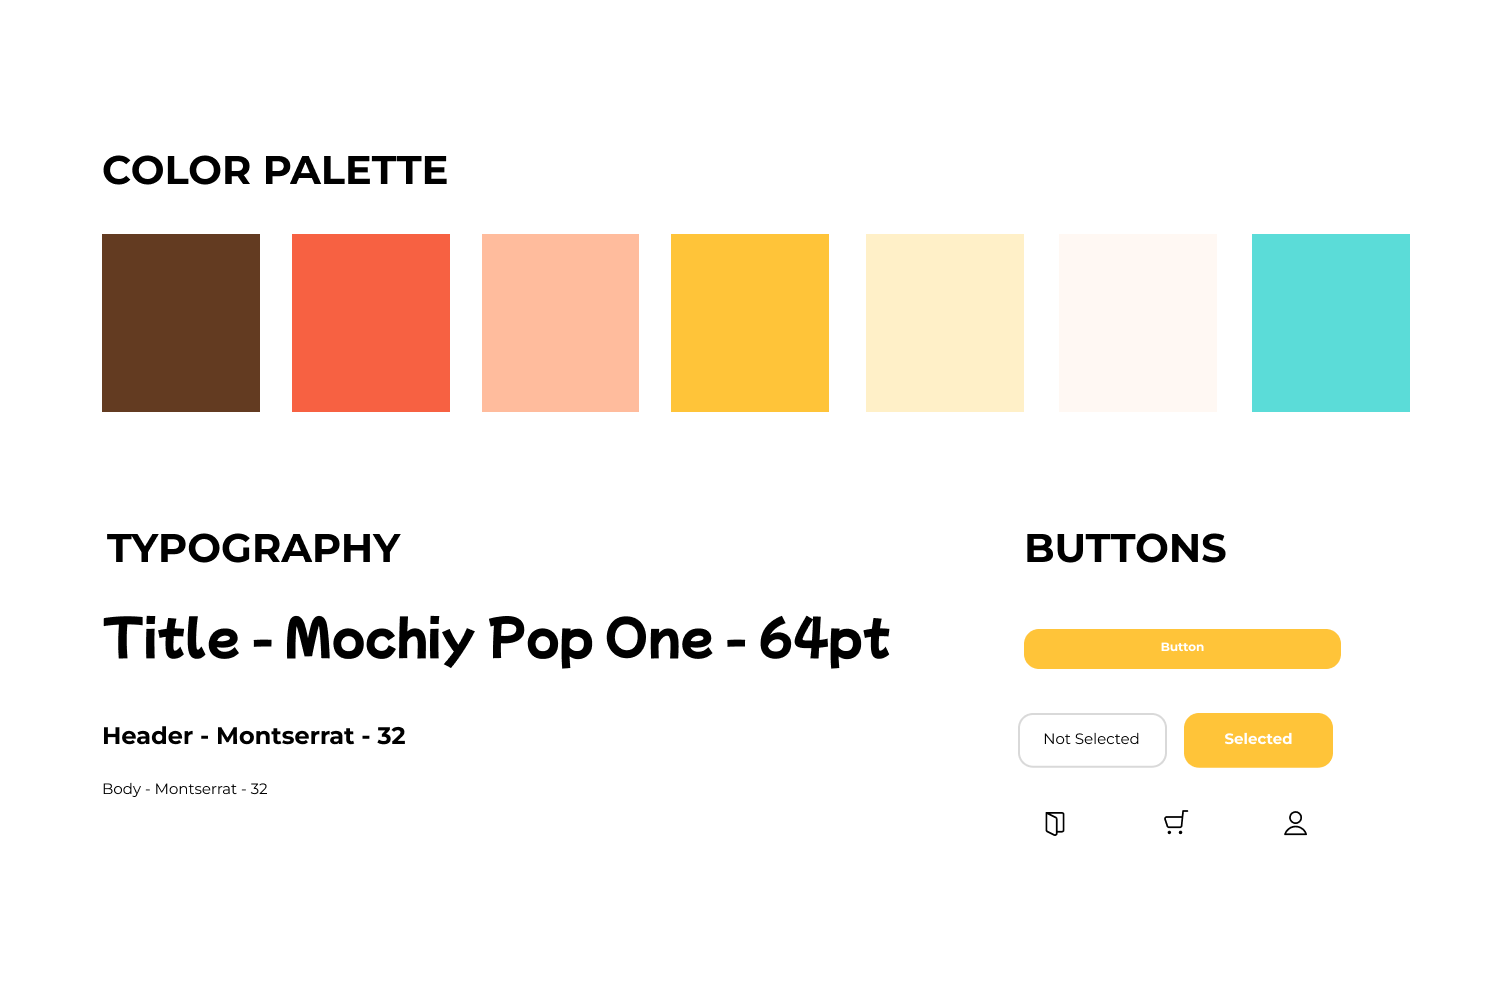 COLOR PALETTE
TYPOGRAPHY
Title - Mochiy Pop One - 64pt
Header - Montserrat - 32
Body - Montserrat - 32
BUTTONS
Button
Not Selected
Selected